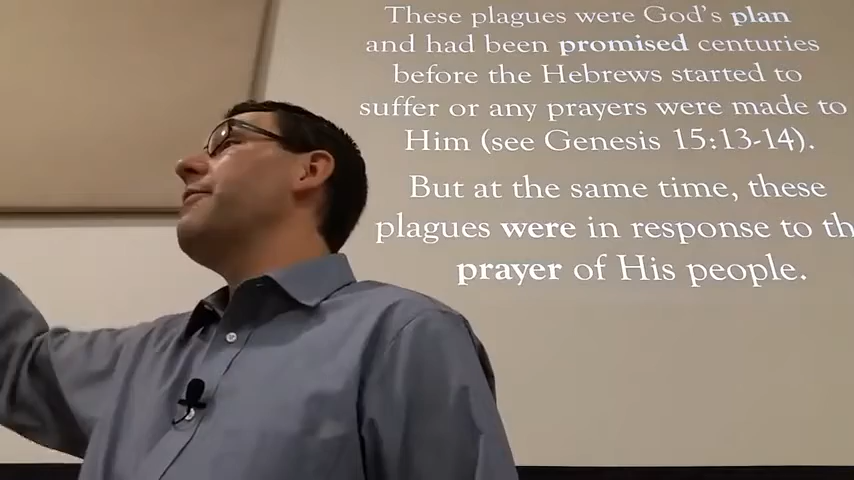 These plagues were God's plan
and had been promised centuries
before the Hebrews started to
suffer or any prayers were made to
Him (see Genesis 15:13-14).
But at the same time, these
plagues were in response to th
prayer of His people.